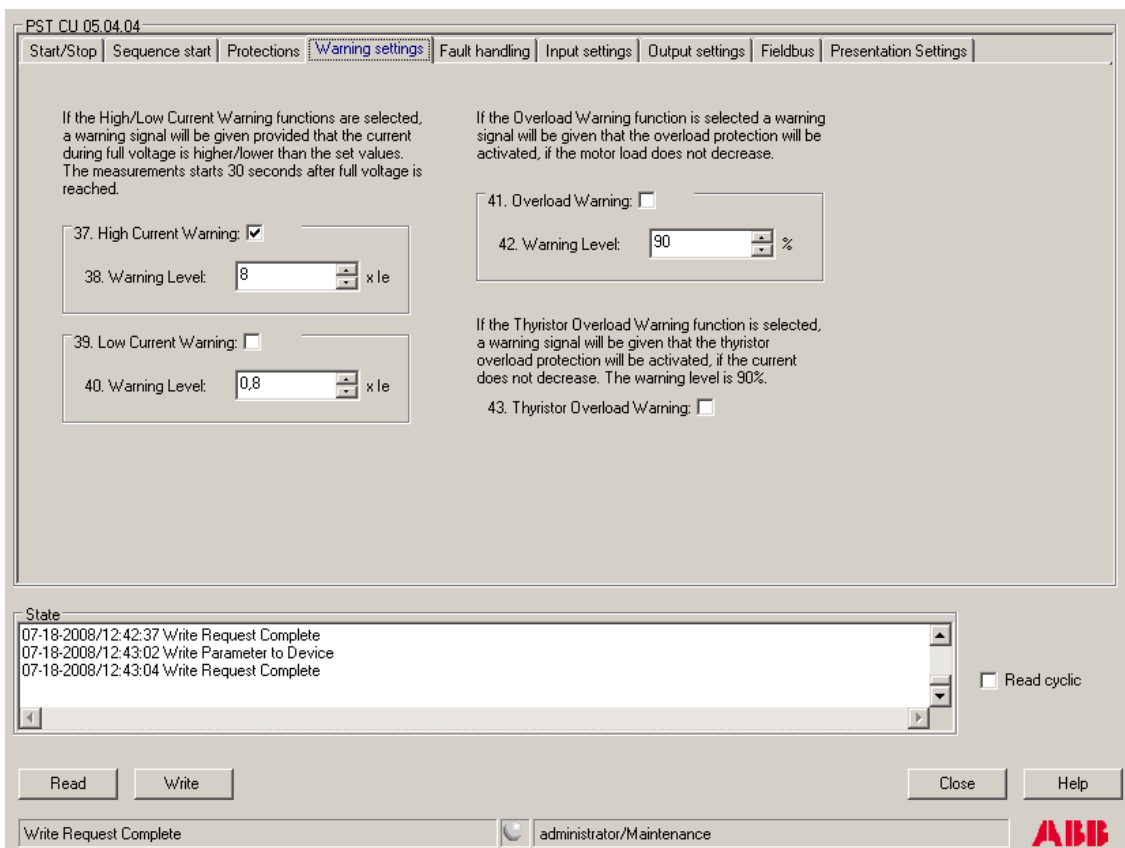 PST CU 05.04.04
Start/Stop
Sequence start
Protections
Warning settings
Fault handling
Input settings
Output settings
Fieldbus
Presentation Settings
If the High/Low Current Warning functions are selected,
a warning signal will be given provided that the current
during full voltage is higher/lower than the set values.
The measurements starts 30 seconds after full voltage is
reached.
37. High Current Warning:
38. Warning Level:
8
x Ie
39. Low Current Warning:
40. Warning Level:
0,8
x Ie
If the Overload Warning function is selected a warning
signal will be given that the overload protection will be
activated, if the motor load does not decrease.
41. Overload Warning:
42. Warning Level:
90
%
If the Thyristor Overload Warning function is selected,
a warning signal will be given that the thyristor
overload protection will be activated, if the current
does not decrease. The warning level is 90%.
43. Thyristor Overload Warning:
State
07-18-2008/12:42:37 Write Request Complete
07-18-2008/12:43:02 Write Parameter to Device
07-18-2008/12:43:04 Write Request Complete
Read cyclic
Read
Write
Close
Help
Write Request Complete
administrator/Maintenance
ABB